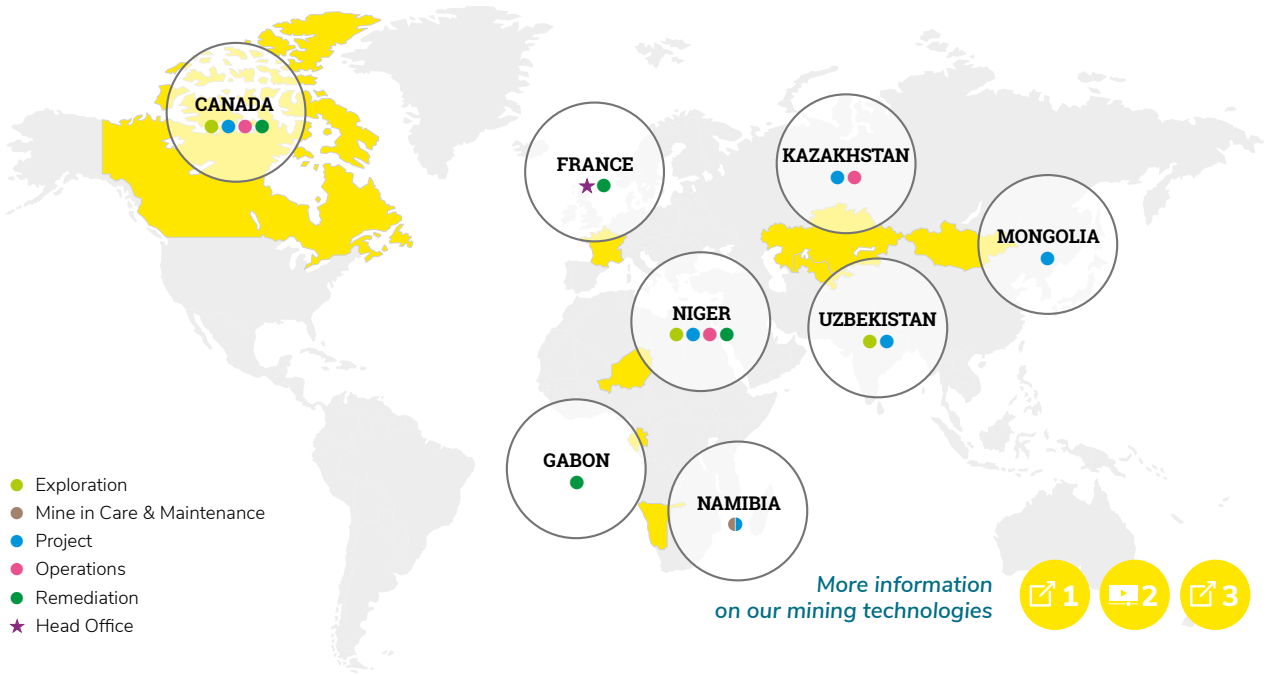 CANADA
FRANCE
KAZAKHSTAN
MONGOLIA
NIGER
UZBEKISTAN
GABON
NAMIBIA
Exploration
Mine in Care & Maintenance
Project
Operations
Remediation
Head Office
More information
on our mining technologies
1
2
3